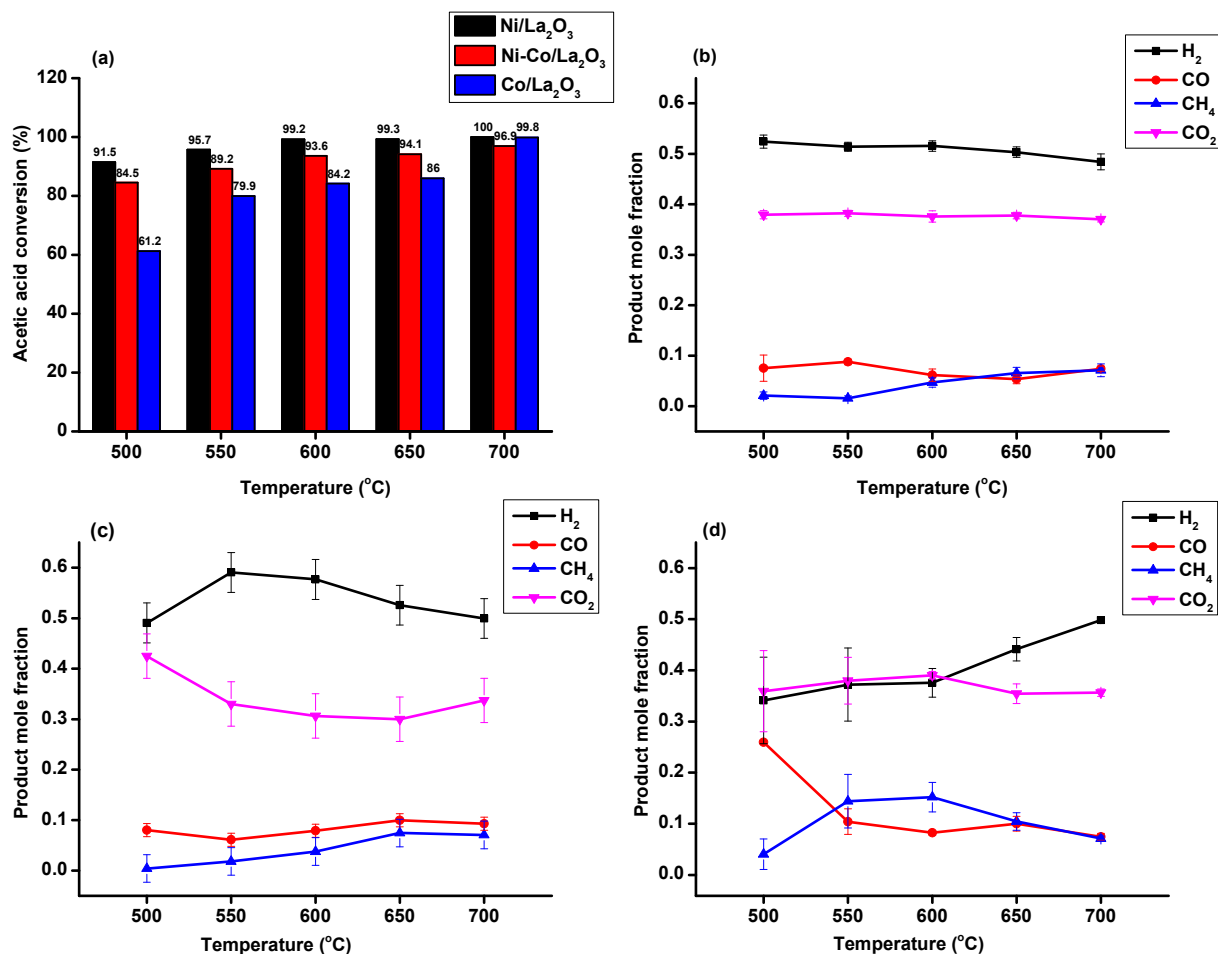 (a)
Ni/La₂O₃
Ni-Co/La₂O₃
Co/La₂O₃
Acetic acid conversion (%)
120
100
80
60
40
20
0
91.5
84.5
61.2
95.7
89.2
79.9
99.2
93.6
84.2
99.3
94.1
86
100
96.9
99.8
500 550 600 650 700
Temperature (°C)
(b)
H₂
CO
CH₄
CO₂
Product mole fraction
0.6
0.5
0.4
0.3
0.2
0.1
0.0
500 550 600 650 700
Temperature (°C)
(c)
H₂
CO
CH₄
CO₂
Product mole fraction
0.6
0.5
0.4
0.3
0.2
0.1
0.0
500 550 600 650 700
Temperature (°C)
(d)
H₂
CO
CH₄
CO₂
Product mole fraction
0.6
0.5
0.4
0.3
0.2
0.1
0.0
500 550 600 650 700
Temperature (°C)